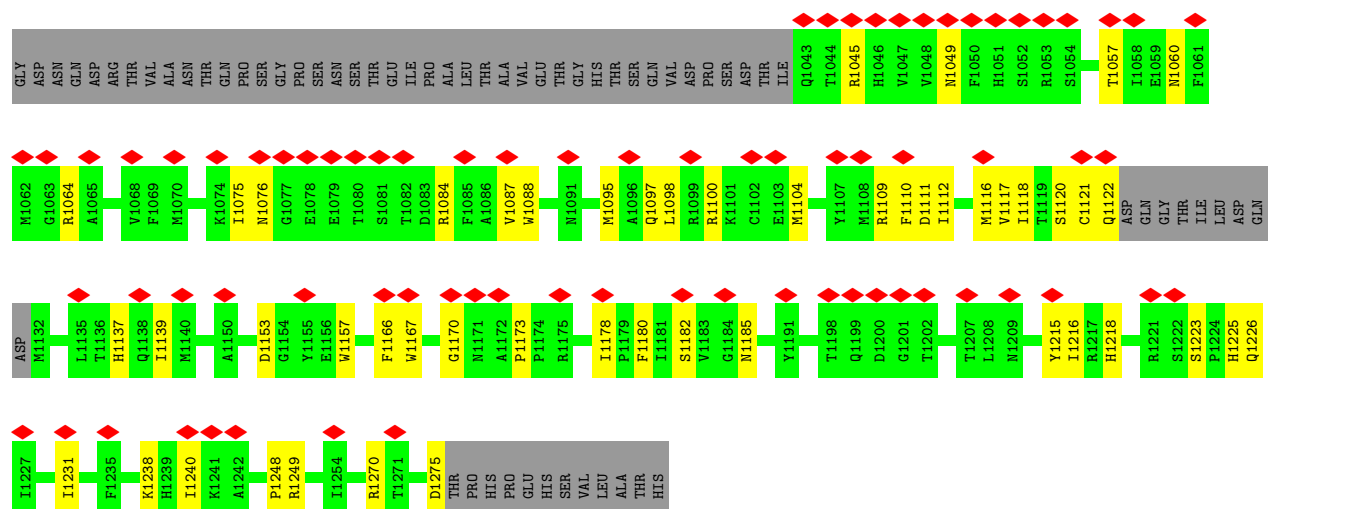 GLY ASP ASN GLN ASP ARG THR VAL ALA ASN THR GLN PRO SER GLY PRO SER ASN SER THR GLU ILE PRO ALA LEU THR ALA VAL GLU THR GLY HIS THR SER GLN VAL ASP PRO SER ASP THR ILE Q1043 T1044 R1045 H1046 V1047 V1048 N1049 F1050 H1051 S1052 R1053 S1054 T1057 I1058 E1059 N1060 F1061
M1062 G1063 R1064 A1065 V1068 F1069 M1070 K1074 I1075 N1076 G1077 E1078 E1079 T1080 S1081 T1082 D1083 R1084 F1085 A1086 V1087 W1088 N1091 M1095 A1096 Q1097 L1098 R1099 R1100 K1101 C1102 E1103 M1104 Y1107 M1108 R1109 F1110 D1111 I1112 M1116 V1117 I1118 T1119 S1120 C1121 Q1122 ASP GLN GLY THR ILE LEU ASP GLN
ASP M1132 L1135 T1136 H1137 Q1138 I1139 M1140 A1150 D1153 G1154 Y1155 E1156 W1157 F1166 W1167 G1170 N1171 A1172 P1173 P1174 R1175 I1178 P1179 F1180 I1181 S1182 V1183 G1184 N1185 Y1191 T1198 Q1199 D1200 G1201 T1202 T1207 L1208 N1209 Y1215 I1216 R1217 H1218 R1221 S1222 S1223 P1224 H1225 Q1226
I1227 I1231 F1235 K1238 H1239 I1240 K1241 A1242 P1248 R1249 I1254 R1270 T1271 D1275 THR PRO HIS PRO GLU HIS SER VAL LEU ALA THR HIS